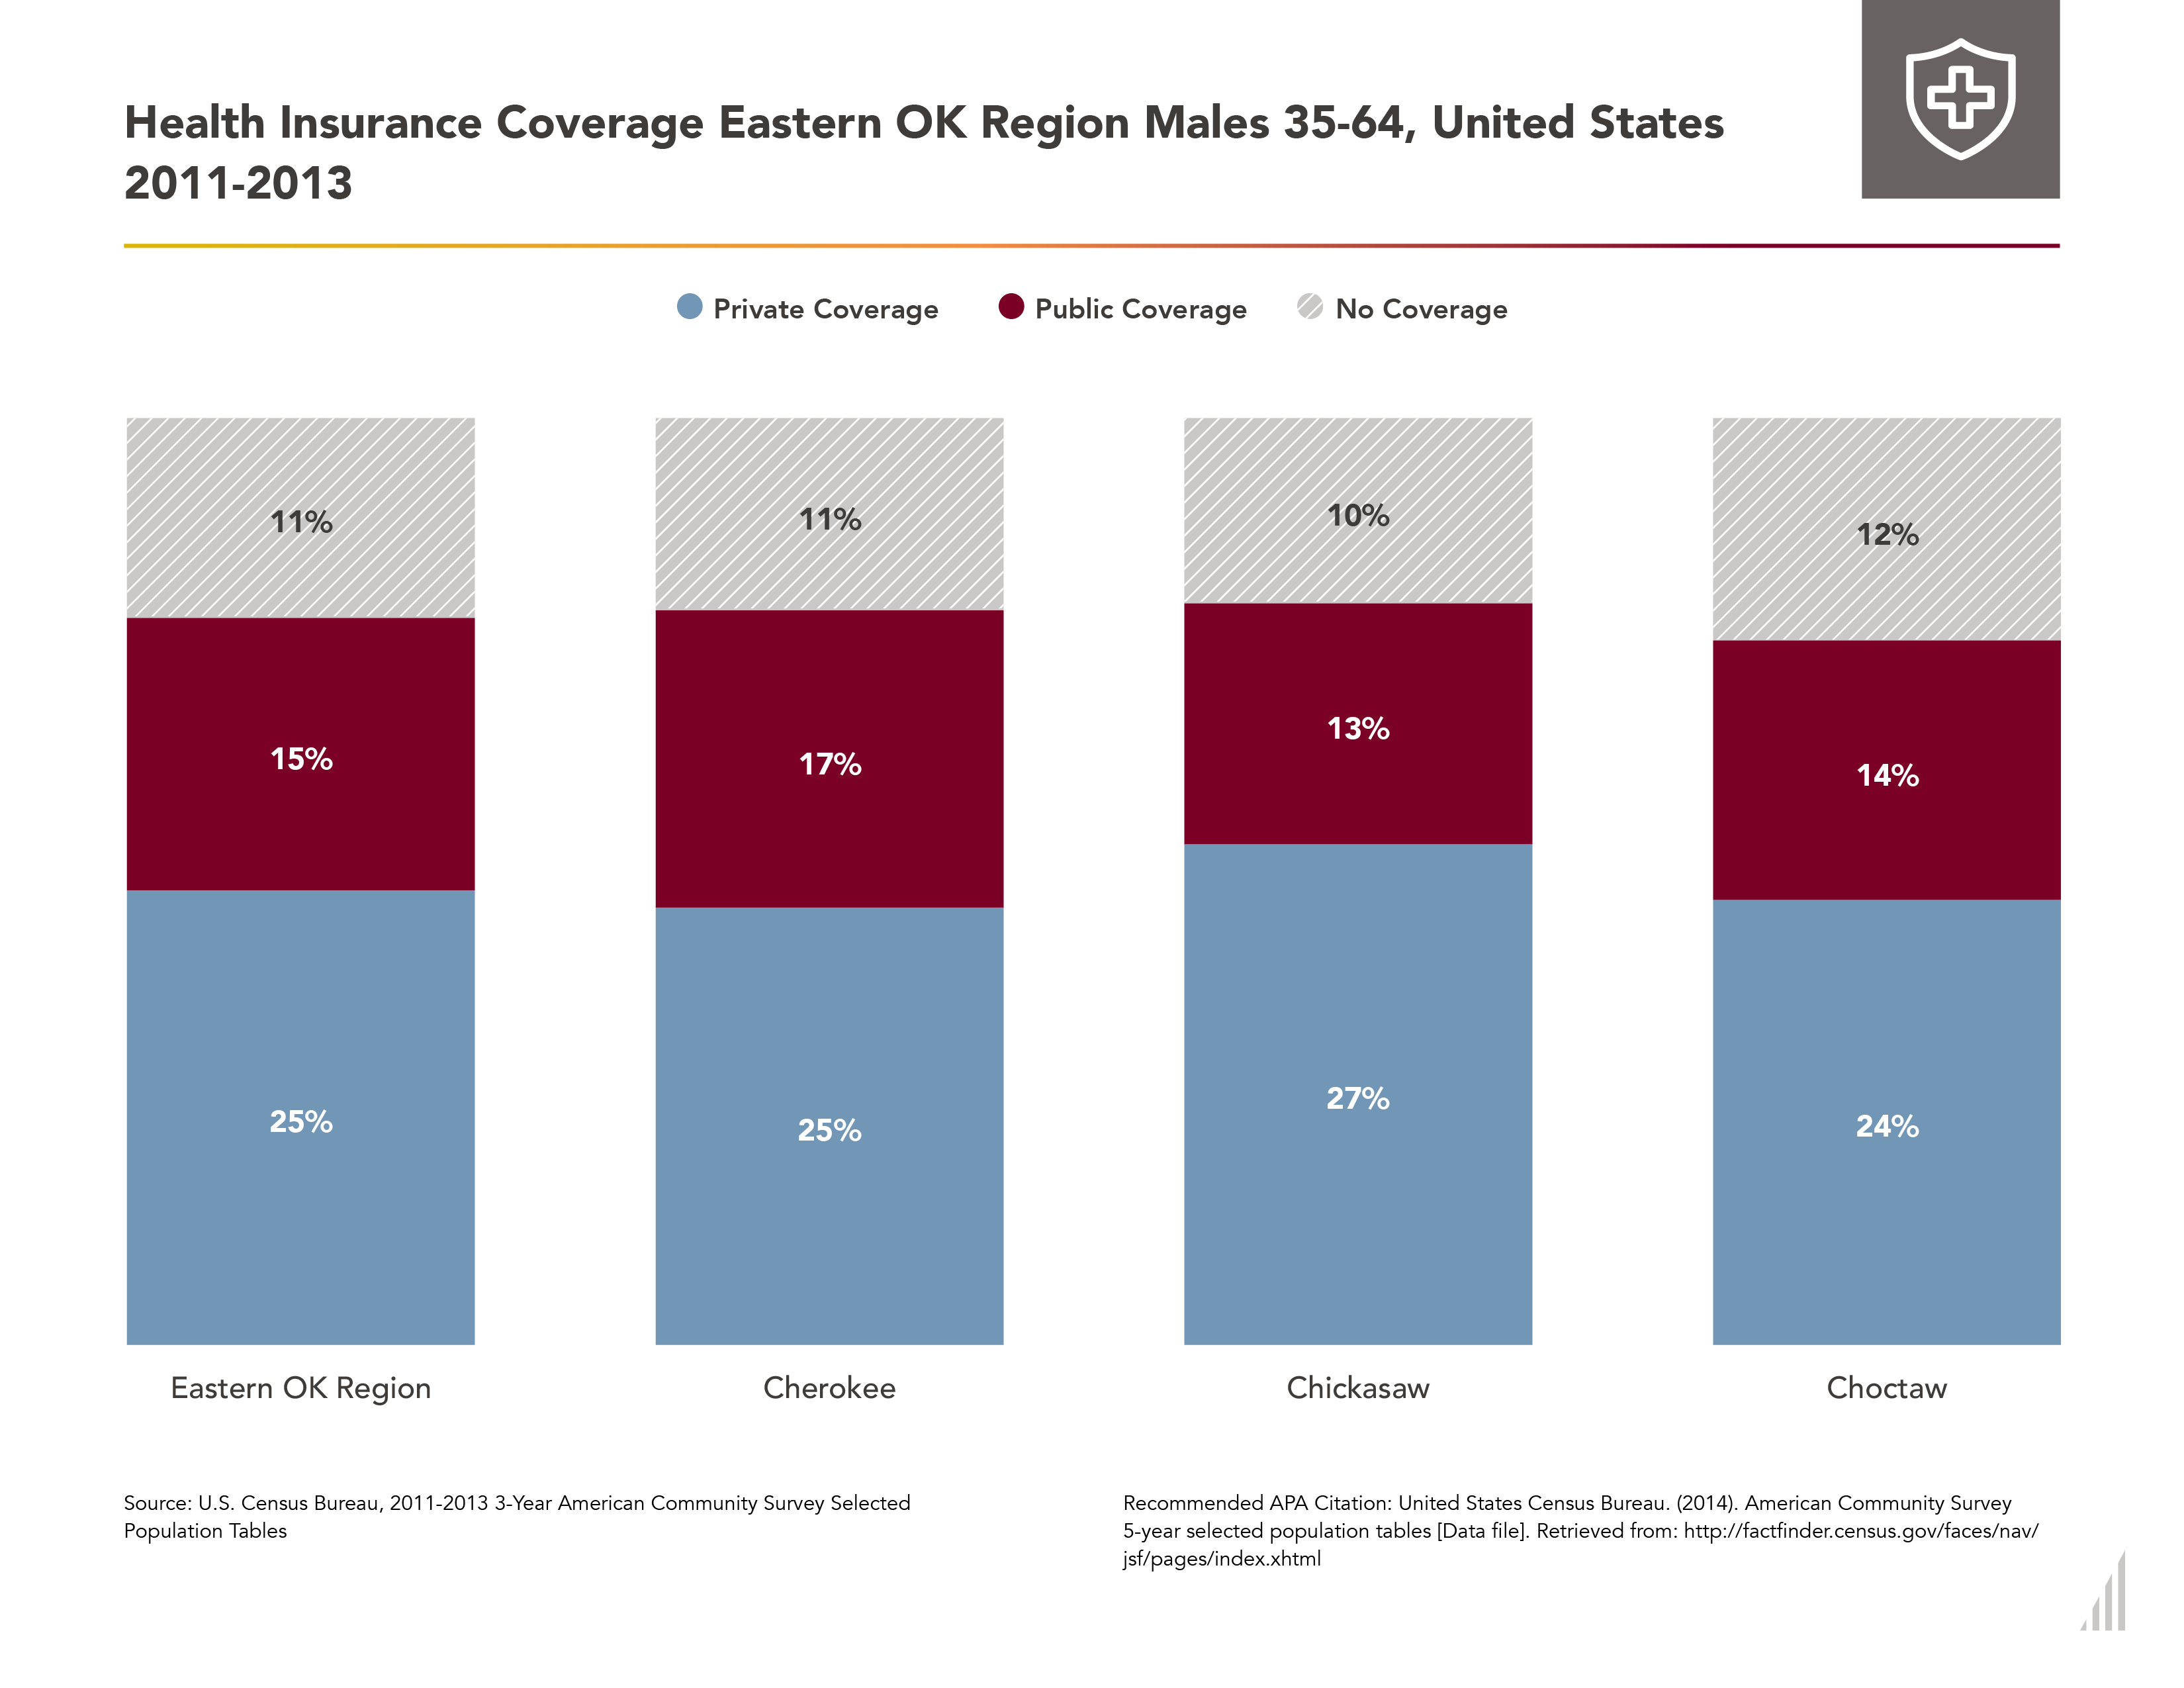 Health Insurance Coverage Eastern OK Region Males 35-64, United States
2011-2013
Private Coverage
Public Coverage
No Coverage
11%
11%
10%
12%
15%
17%
13%
14%
25%
25%
27%
24%
Eastern OK Region
Cherokee
Chickasaw
Choctaw
Source: U.S. Census Bureau, 2011-2013 3-Year American Community Survey Selected
Population Tables
Recommended APA Citation: United States Census Bureau. (2014). American Community Survey
5-year selected population tables [Data file]. Retrieved from: http://factfinder.census.gov/faces/nav/
jsf/pages/index.xhtml